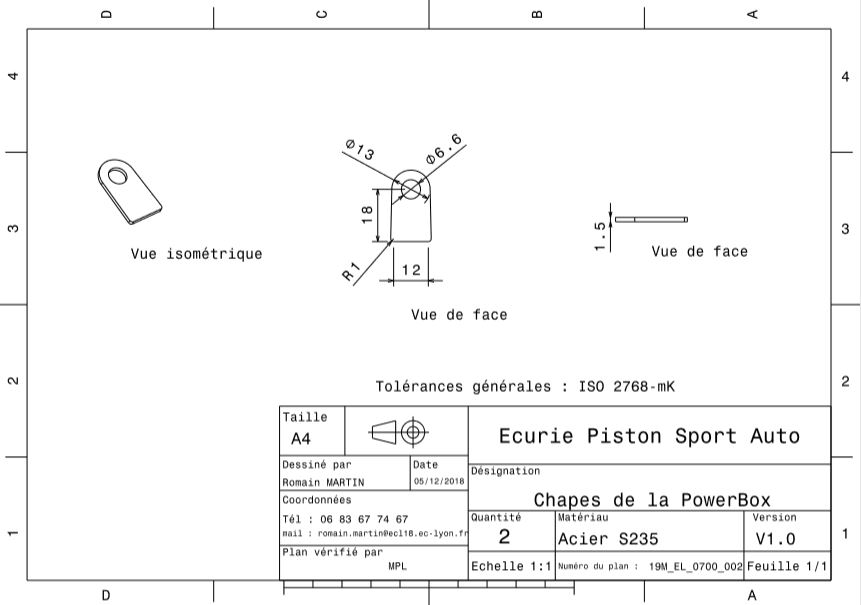 D C B A
4 4
Ø13 Ø6.6
18
1.5
3 3
Vue isométrique
Vue de face
R1 12
Vue de face
2 2
Tolérances générales : ISO 2768-mK
Taille
A4
Ecurie Piston Sport Auto
Dessiné par
Romain MARTIN
Date
05/12/2018
Désignation
Chapes de la PowerBox
Coordonnées
Tél : 06 83 67 74 67
mail : romain.martin@ecl18.ec-lyon.fr
Quantité
2
Matériau
Acier S235
Version
V1.0
1 1
Plan vérifié par
MPL
Echelle 1:1
Numéro du plan : 19M_EL_0700_002
Feuille 1/1
D A